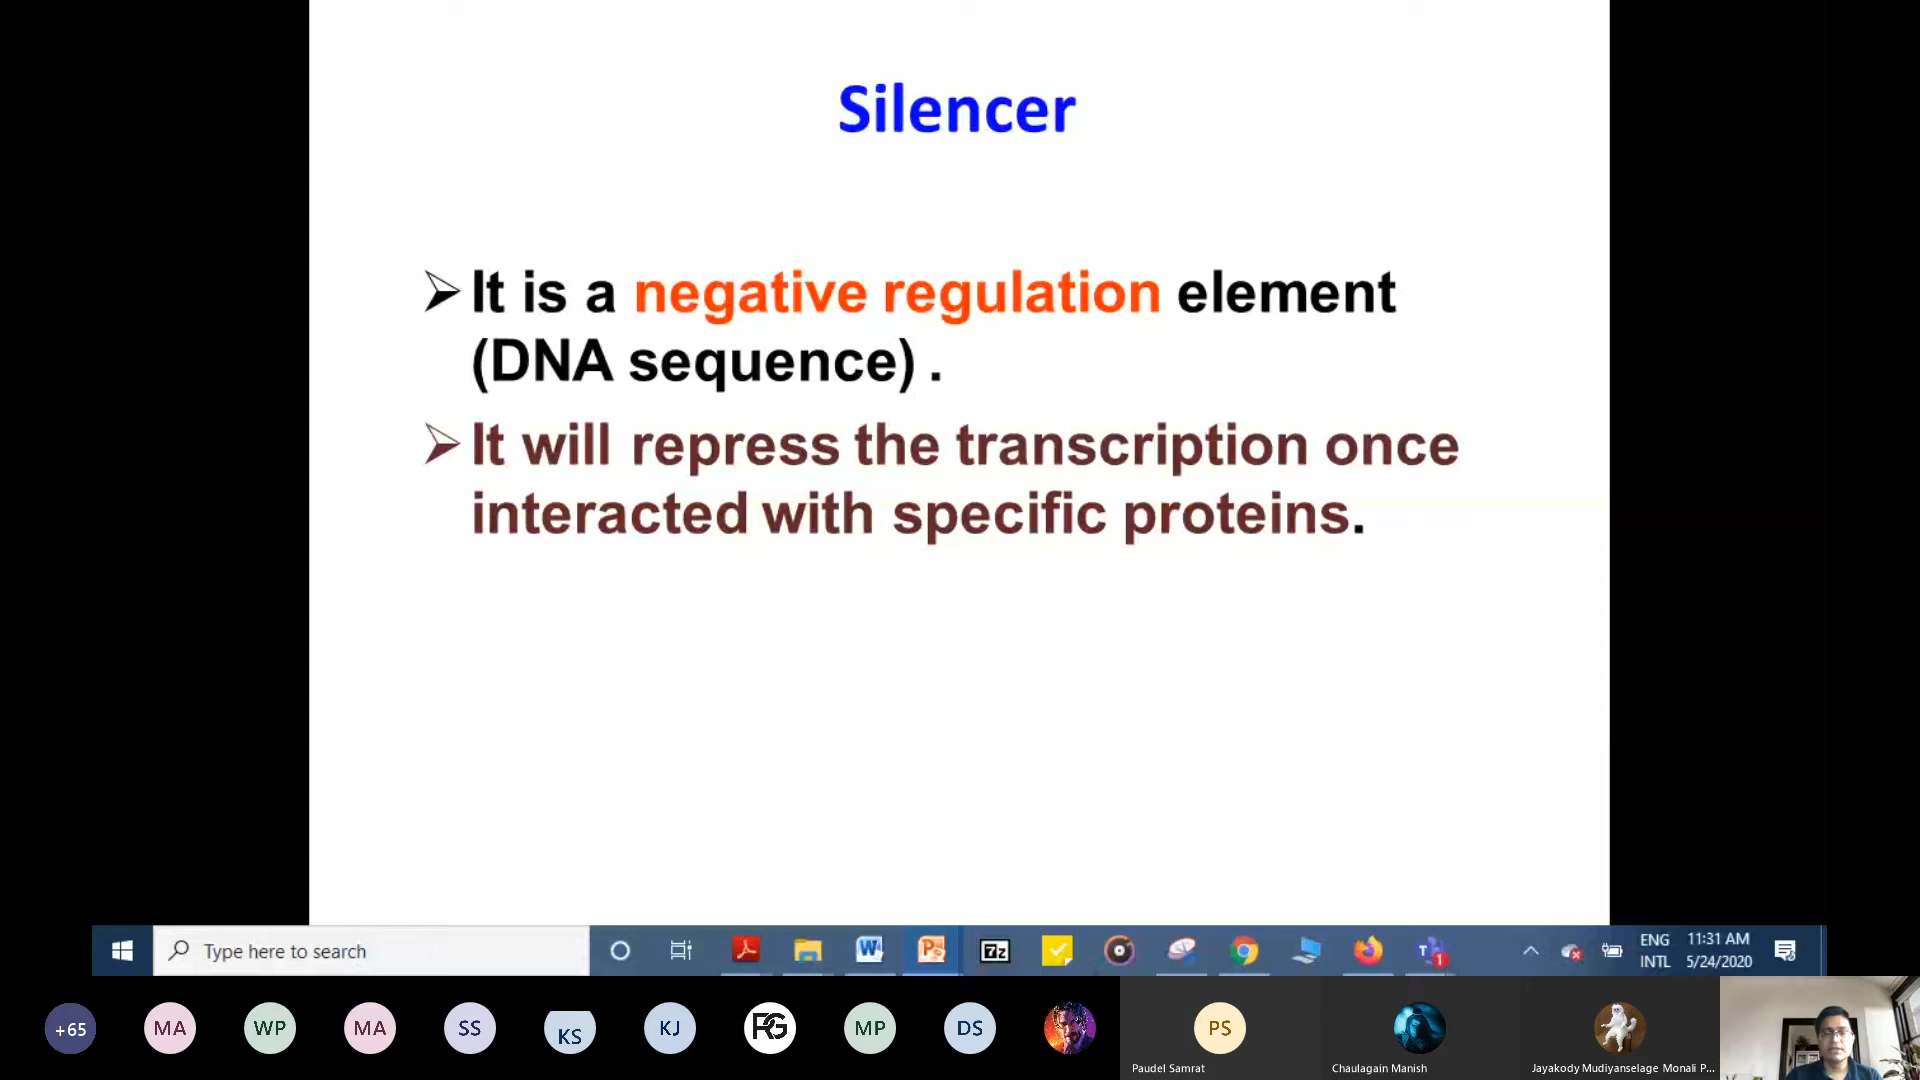 Silencer
It is a negative regulation element
(DNA sequence) .
It will repress the transcription once
interacted with specific proteins.
Type here to search
ENG
INTL
11:31 AM
5/24/2020
+65
MA
WP
MA
SS
KS
KJ
RG
MP
DS
PS
Paudel Samrat
Chaulagain Manish
Jayakody Mudiyanselage Monali P...